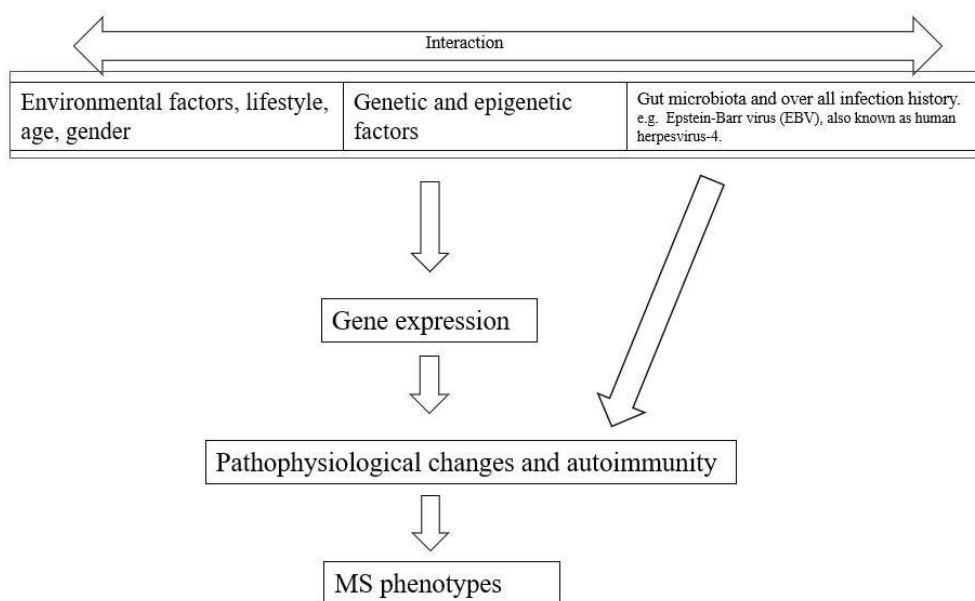 Interaction
Environmental factors, lifestyle,
age, gender
Genetic and epigenetic
factors
Gut microbiota and over all infection history.
e.g. Epstein-Barr virus (EBV), also known as human
herpesvirus-4.
Gene expression
Pathophysiological changes and autoimmunity
MS phenotypes